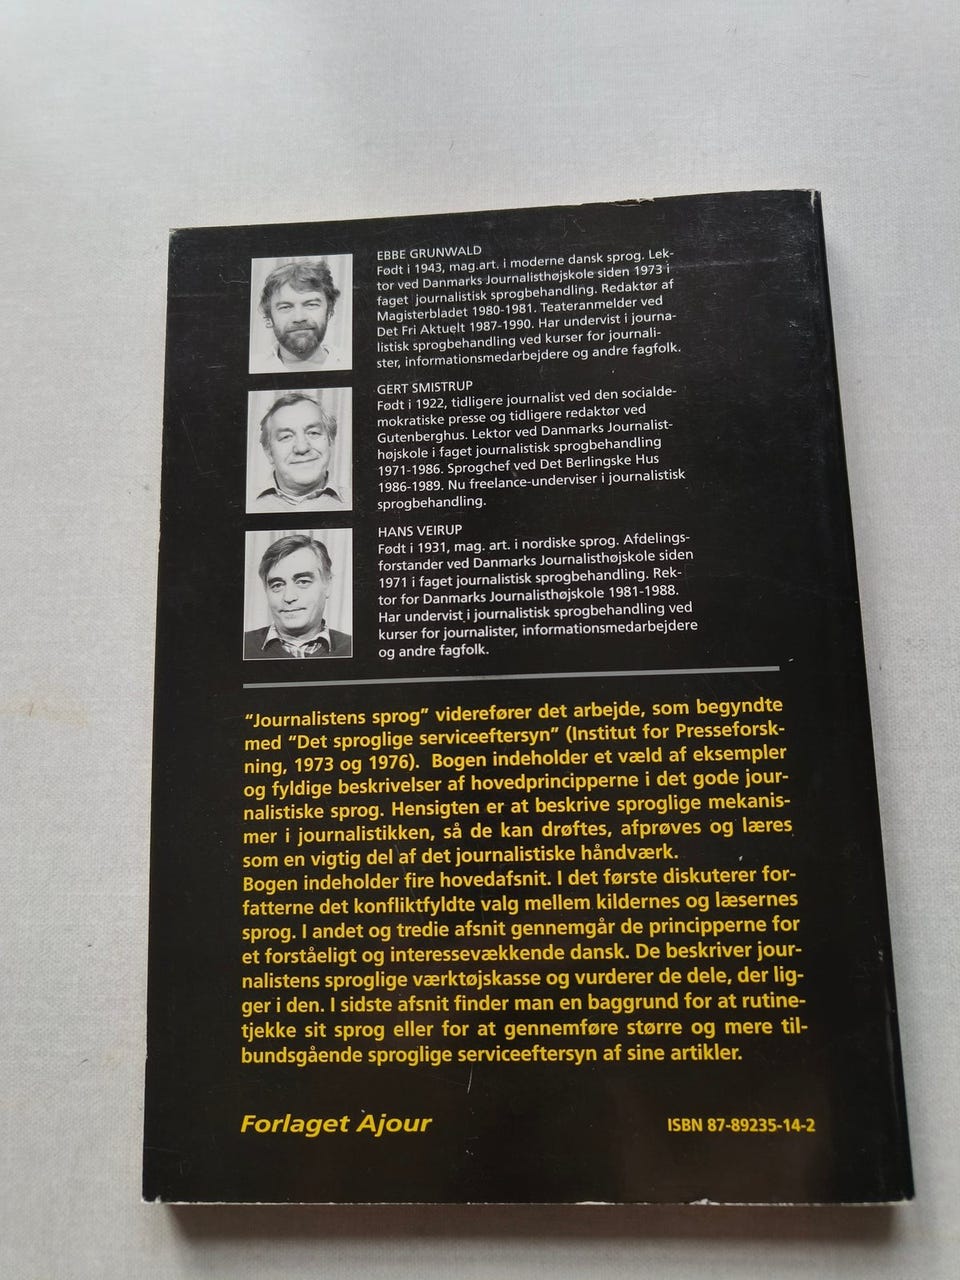 EBBE GRUNWALD
Født i 1943, mag.art. i moderne dansk sprog. Lek-
tor ved Danmarks Journalisthøjskole siden 1973 i
faget journalistisk sprogbehandling. Redaktør af
Magisterbladet 1980-1981. Teateranmelder ved
Det Fri Aktuelt 1987-1990. Har undervist i journa-
listisk sprogbehandling ved kurser for journali-
ster, informationsmedarbejdere og andre fagfolk.
GERT SMISTRUP
Født i 1922, tidligere journalist ved den socialde-
mokratiske presse og tidligere redaktør ved
Gutenberghus. Lektor ved Danmarks Journalist-
højskole i faget journalistisk sprogbehandling
1971-1986. Sprogchef ved Det Berlingske Hus
1986-1989. Nu freelance-underviser i journalistisk
sprogbehandling.
HANS VEIRUP
Født i 1931, mag. art. i nordiske sprog. Afdelings-
forstander ved Danmarks Journalisthøjskole siden
1971 i faget journalistisk sprogbehandling. Rek-
tor for Danmarks Journalisthøjskole 1981-1988.
Har undervist i journalistisk sprogbehandling ved
kurser for journalister, informationsmedarbejdere
og andre fagfolk.
"Journalistens sprog" viderefører det arbejde, som begyndte
med "Det sproglige serviceeftersyn" (Institut for Presseforsk-
ning, 1973 og 1976). Bogen indeholder et væld af eksempler
og fyldige beskrivelser af hovedprincipperne i det gode jour-
nalistiske sprog. Hensigten er at beskrive sproglige mekanis-
mer i journalistikken, så de kan drøftes, afprøves og læres
som en vigtig del af det journalistiske håndværk.
Bogen indeholder fire hovedafsnit. I det første diskuterer for-
fatterne det konfliktfyldte valg mellem kildernes og læsernes
sprog. I andet og tredie afsnit gennemgår de principperne for
et forståeligt og interessevækkende dansk. De beskriver jour-
nalistens sproglige værktøjskasse og vurderer de dele, der lig-
ger i den. I sidste afsnit finder man en baggrund for at rutine-
tjekke sit sprog eller for at gennemføre større og mere til-
bundsgående sproglige serviceeftersyn af sine artikler.
Forlaget Ajour
ISBN 87-89235-14-2